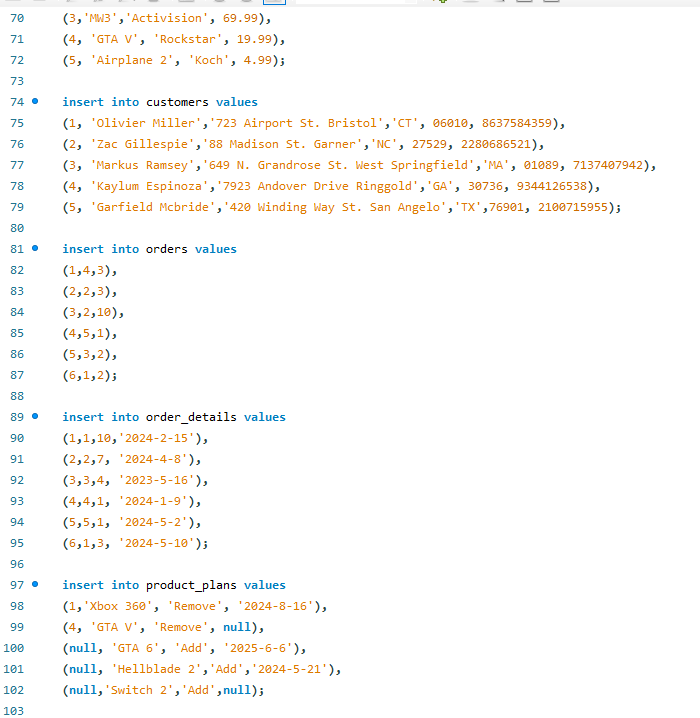 70 (3,'MW3','Activision', 69.99),
71 (4, 'GTA V', 'Rockstar', 19.99),
72 (5, 'Airplane 2', 'Koch', 4.99);
73
74 insert into customers values
75 (1, 'Olivier Miller','723 Airport St. Bristol','CT', 06010, 8637584359),
76 (2, 'Zac Gillespie','88 Madison St. Garner','NC', 27529, 2280686521),
77 (3, 'Markus Ramsey','649 N. Grandrose St. West Springfield','MA', 01089, 7137407942),
78 (4, 'Kaylum Espinoza','7923 Andover Drive Ringgold','GA', 30736, 9344126538),
79 (5, 'Garfield Mcbride','420 Winding Way St. San Angelo','TX',76901, 2100715955);
80
81 insert into orders values
82 (1,4,3),
83 (2,2,3),
84 (3,2,10),
85 (4,5,1),
86 (5,3,2),
87 (6,1,2);
88
89 insert into order_details values
90 (1,1,10,'2024-2-15'),
91 (2,2,7, '2024-4-8'),
92 (3,3,4, '2023-5-16'),
93 (4,4,1, '2024-1-9'),
94 (5,5,1, '2024-5-2'),
95 (6,1,3, '2024-5-10');
96
97 insert into product_plans values
98 (1,'Xbox 360', 'Remove', '2024-8-16'),
99 (4, 'GTA V', 'Remove', null),
100 (null, 'GTA 6', 'Add', '2025-6-6'),
101 (null, 'Hellblade 2','Add','2024-5-21'),
102 (null,'Switch 2','Add',null);
103